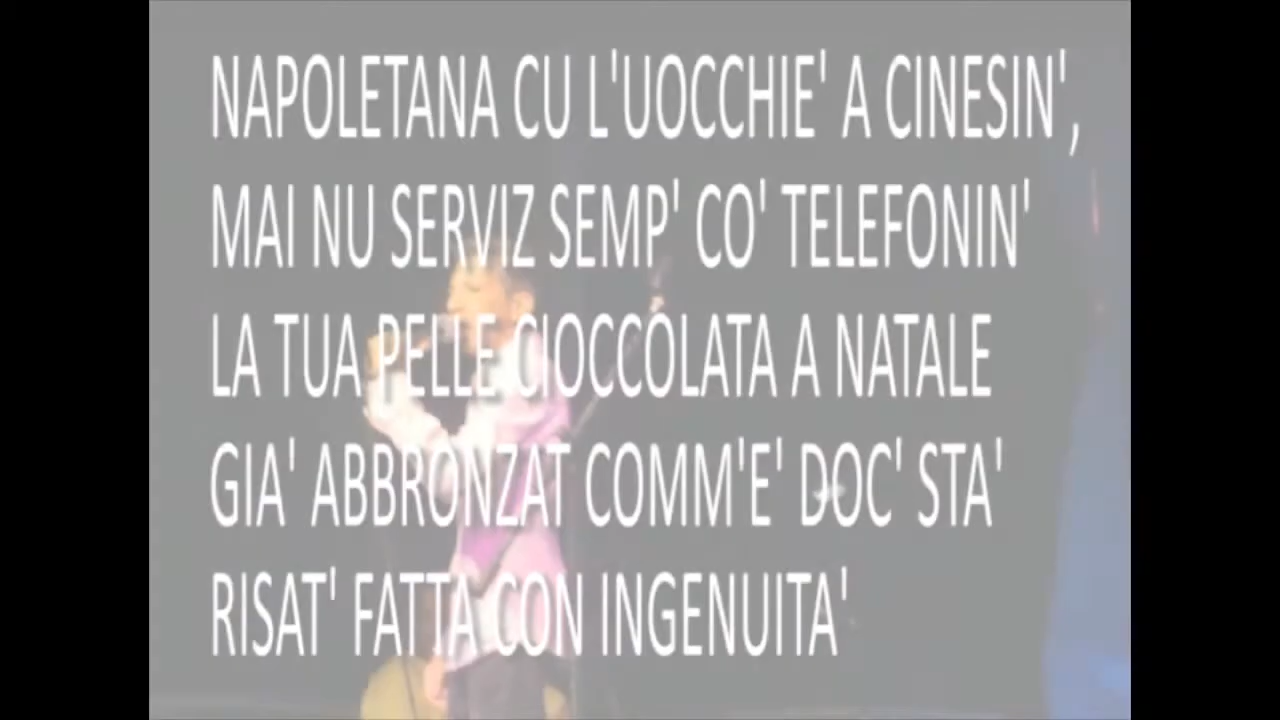 NAPOLETANA CU L'UOCCHIE' A CINESIN',
MAI NU SERVIZ SEMP' CO' TELEFONIN'
LA TUA PELLE CIOCCOLATA A NATALE
GIA' ABBRONZAT COMM'E' DOC' STA'
RISAT' FATTA CON INGENUITA'